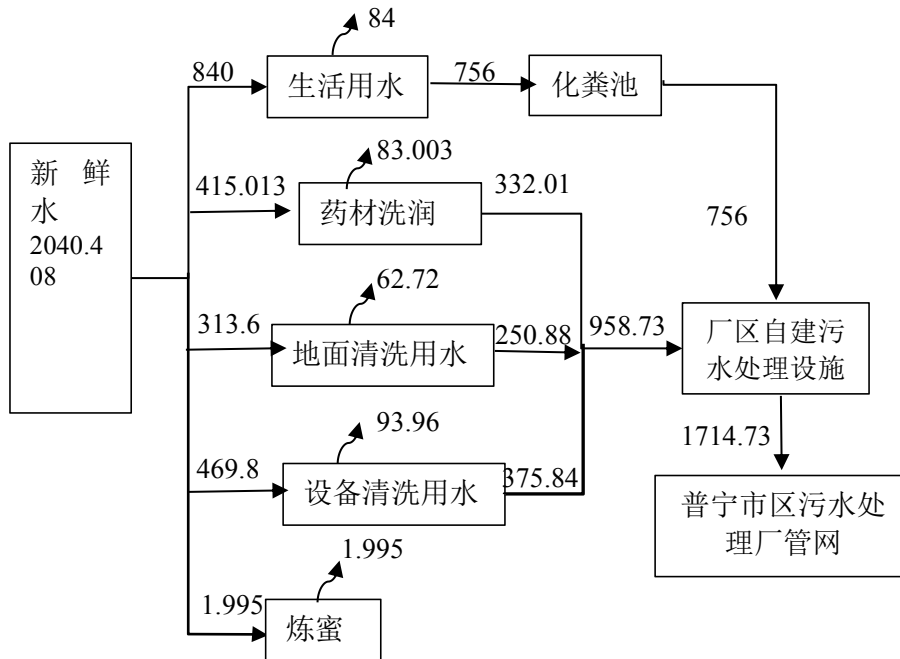 84
840
生活用水
756
化粪池
新 鲜
水
2040.4
08
83.003
415.013
药材洗润
332.01
756
62.72
313.6
地面清洗用水
250.88
958.73
厂区自建污
水处理设施
93.96
469.8
设备清洗用水
375.84
1714.73
普宁市区污水处
理厂管网
1.995
1.995
炼蜜